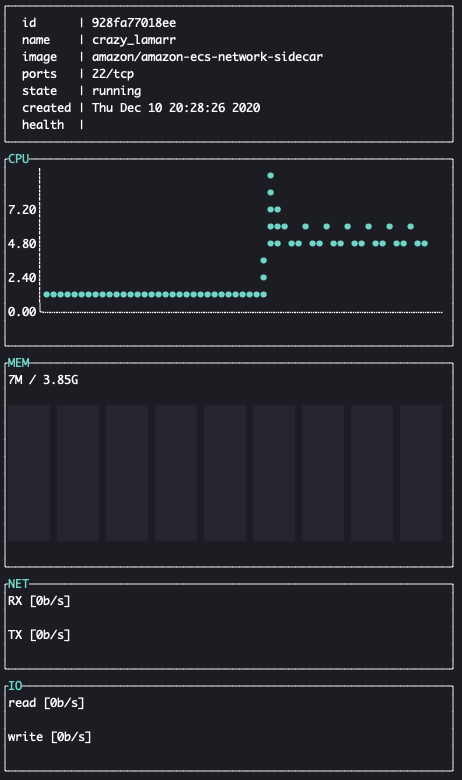 id | 928fa77018ee
name | crazy_lamarr
image | amazon/amazon-ecs-network-sidecar
ports | 22/tcp
state | running
created | Thu Dec 10 20:28:26 2020
health |
CPU
7.20
4.80
2.40
0.00
MEM
7M / 3.85G
NET
RX [0b/s]
TX [0b/s]
IO
read [0b/s]
write [0b/s]